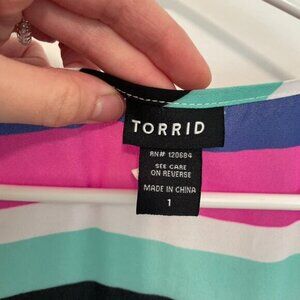 TORRID
RN# 120684
SEE CARE
ON REVERSE
MADE IN CHINA
1